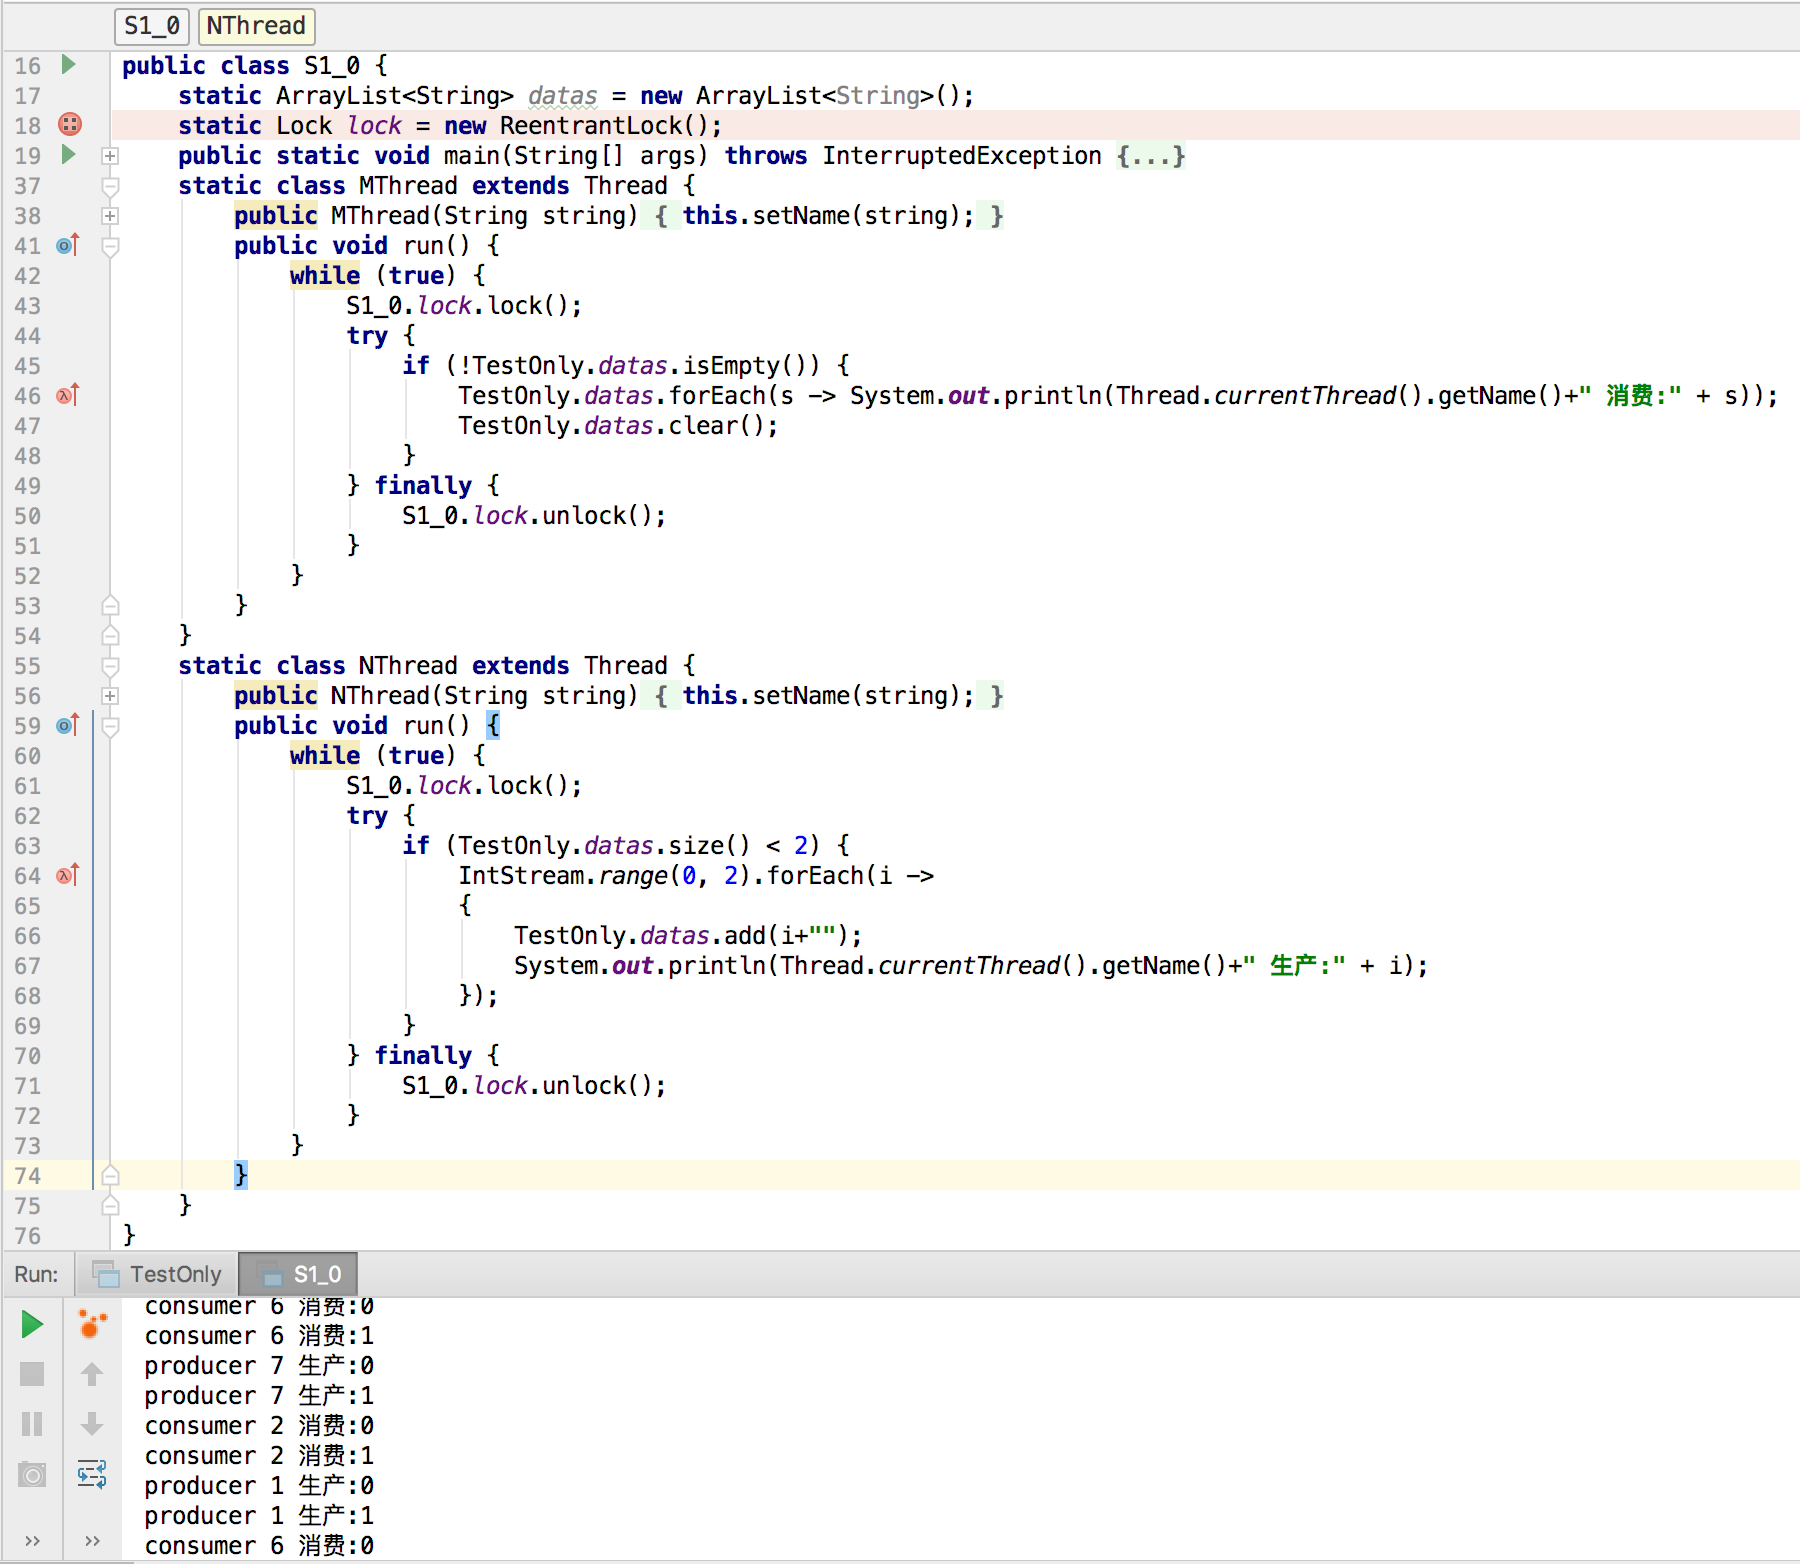 S1_0 NThread
16 public class S1_0 {
17 static ArrayList<String> datas = new ArrayList<String>();
18 static Lock lock = new ReentrantLock();
19 public static void main(String[] args) throws InterruptedException {...}
37 static class MThread extends Thread {
38 public MThread(String string) { this.setName(string); }
41 public void run() {
42 while (true) {
43 S1_0.lock.lock();
44 try {
45 if (!TestOnly.datas.isEmpty()) {
46 TestOnly.datas.forEach(s -> System.out.println(Thread.currentThread().getName()+" 消费:" + s));
47 TestOnly.datas.clear();
48 }
49 } finally {
50 S1_0.lock.unlock();
51 }
52 }
53 }
54 }
55 static class NThread extends Thread {
56 public NThread(String string) { this.setName(string); }
59 public void run() {
60 while (true) {
61 S1_0.lock.lock();
62 try {
63 if (TestOnly.datas.size() < 2) {
64 IntStream.range(0, 2).forEach(i ->
65 {
66 TestOnly.datas.add(i+"");
67 System.out.println(Thread.currentThread().getName()+" 生产:" + i);
68 });
69 }
70 } finally {
71 S1_0.lock.unlock();
72 }
73 }
74 }
75 }
76 }
Run: TestOnly S1_0
consumer 6 消费:0
consumer 6 消费:1
producer 7 生产:0
producer 7 生产:1
consumer 2 消费:0
consumer 2 消费:1
producer 1 生产:0
producer 1 生产:1
consumer 6 消费:0